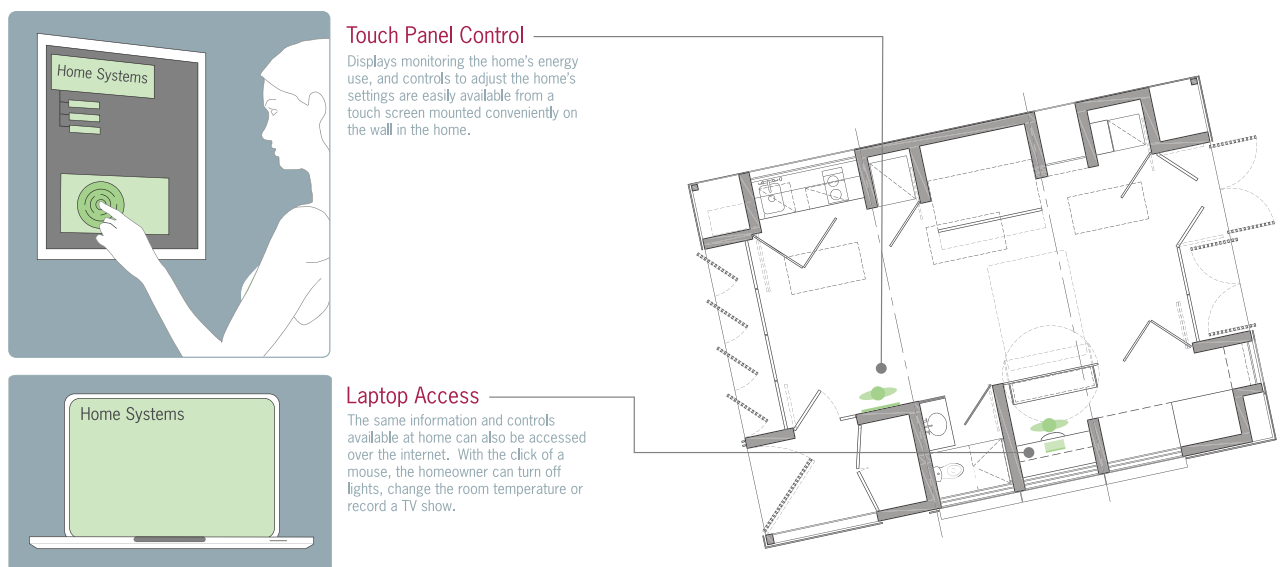 Home Systems
Touch Panel Control
Displays monitoring the home's energy
use, and controls to adjust the home's
settings are easily available from a
touch screen mounted conveniently on
the wall in the home.
Home Systems
Laptop Access
The same information and controls
available at home can also be accessed
over the internet.  With the click of a
mouse, the homeowner can turn off
lights, change the room temperature or
record a TV show.